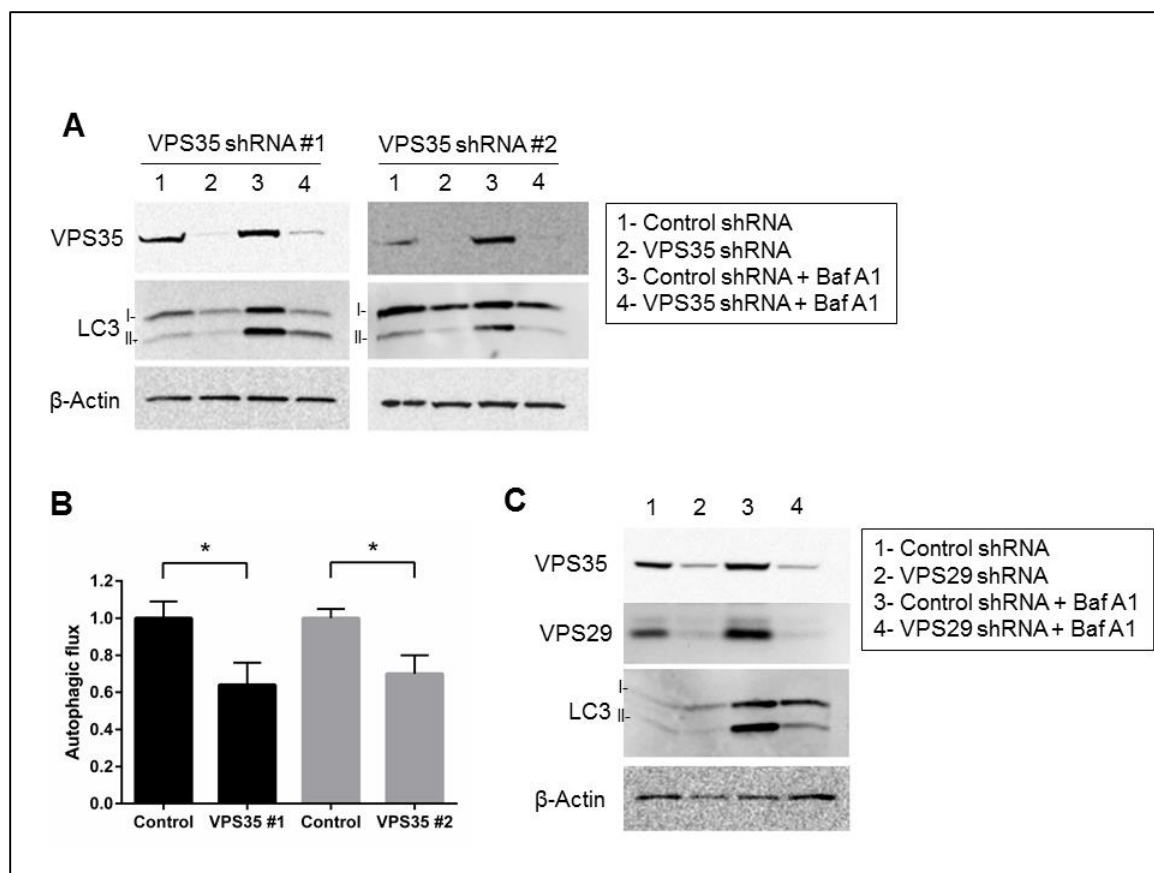 A
VPS35 shRNA #1 VPS35 shRNA #2
1 2 3 4 1 2 3 4
VPS35
1- Control shRNA
2- VPS35 shRNA
3- Control shRNA + Baf A1
4- VPS35 shRNA + Baf A1
LC3
I-
II-
I-
II-
β-Actin
B
* *
Autophagic flux
1.2
1.0
0.8
0.6
0.4
0.2
0.0
Control VPS35 #1 Control VPS35 #2
C
1 2 3 4
VPS35
VPS29
LC3
I-
II-
β-Actin
1- Control shRNA
2- VPS29 shRNA
3- Control shRNA + Baf A1
4- VPS29 shRNA + Baf A1